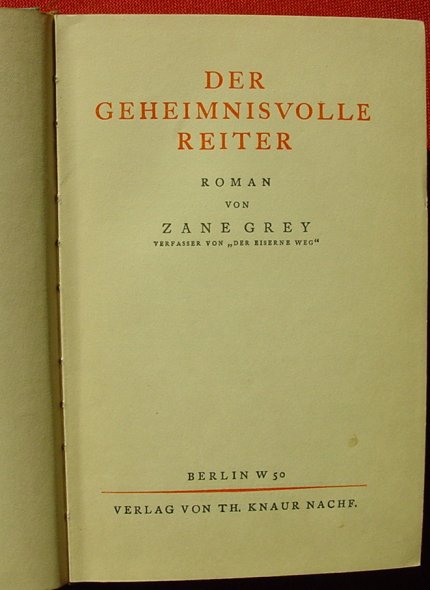 DER
GEHEIMNISVOLLE
REITER
ROMAN
VON
ZANE GREY
VERFASSER VON „DER EISERNE WEG“
BERLIN W 50
VERLAG VON TH. KNAUR NACHF.